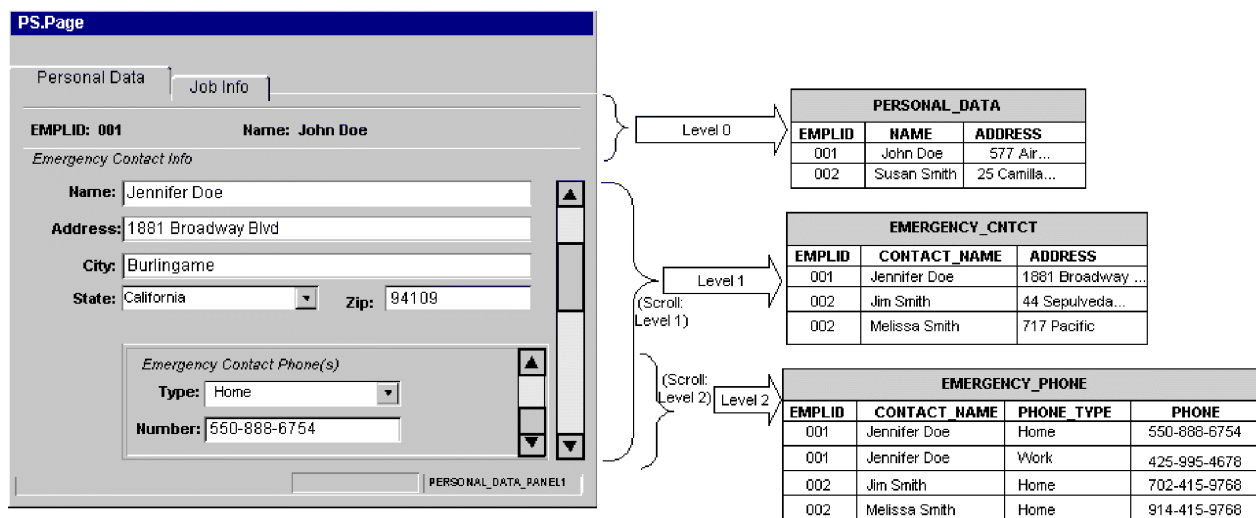 PS.Page
Personal Data
Job Info
EMPLID: 001 Name: John Doe
Emergency Contact Info
Name: Jennifer Doe
Address: 1881 Broadway Blvd
City: Burlingame
State: California Zip: 94109
Emergency Contact Phone(s)
Type: Home
Number: 550-888-6754
PERSONAL_DATA_PANEL1
Level 0
PERSONAL_DATA
EMPLID NAME ADDRESS
001 John Doe 577 Air...
002 Susan Smith 25 Camilla...
Level 1
(Scroll:
Level 1)
EMERGENCY_CNTCT
EMPLID CONTACT_NAME ADDRESS
001 Jennifer Doe 1881 Broadway ...
002 Jim Smith 44 Sepulveda...
002 Melissa Smith 717 Pacific
(Scroll:
Level 2)
Level 2
EMERGENCY_PHONE
EMPLID CONTACT_NAME PHONE_TYPE PHONE
001 Jennifer Doe Home 550-888-6754
001 Jennifer Doe Work 425-995-4678
002 Jim Smith Home 702-415-9768
002 Melissa Smith Home 914-415-9768